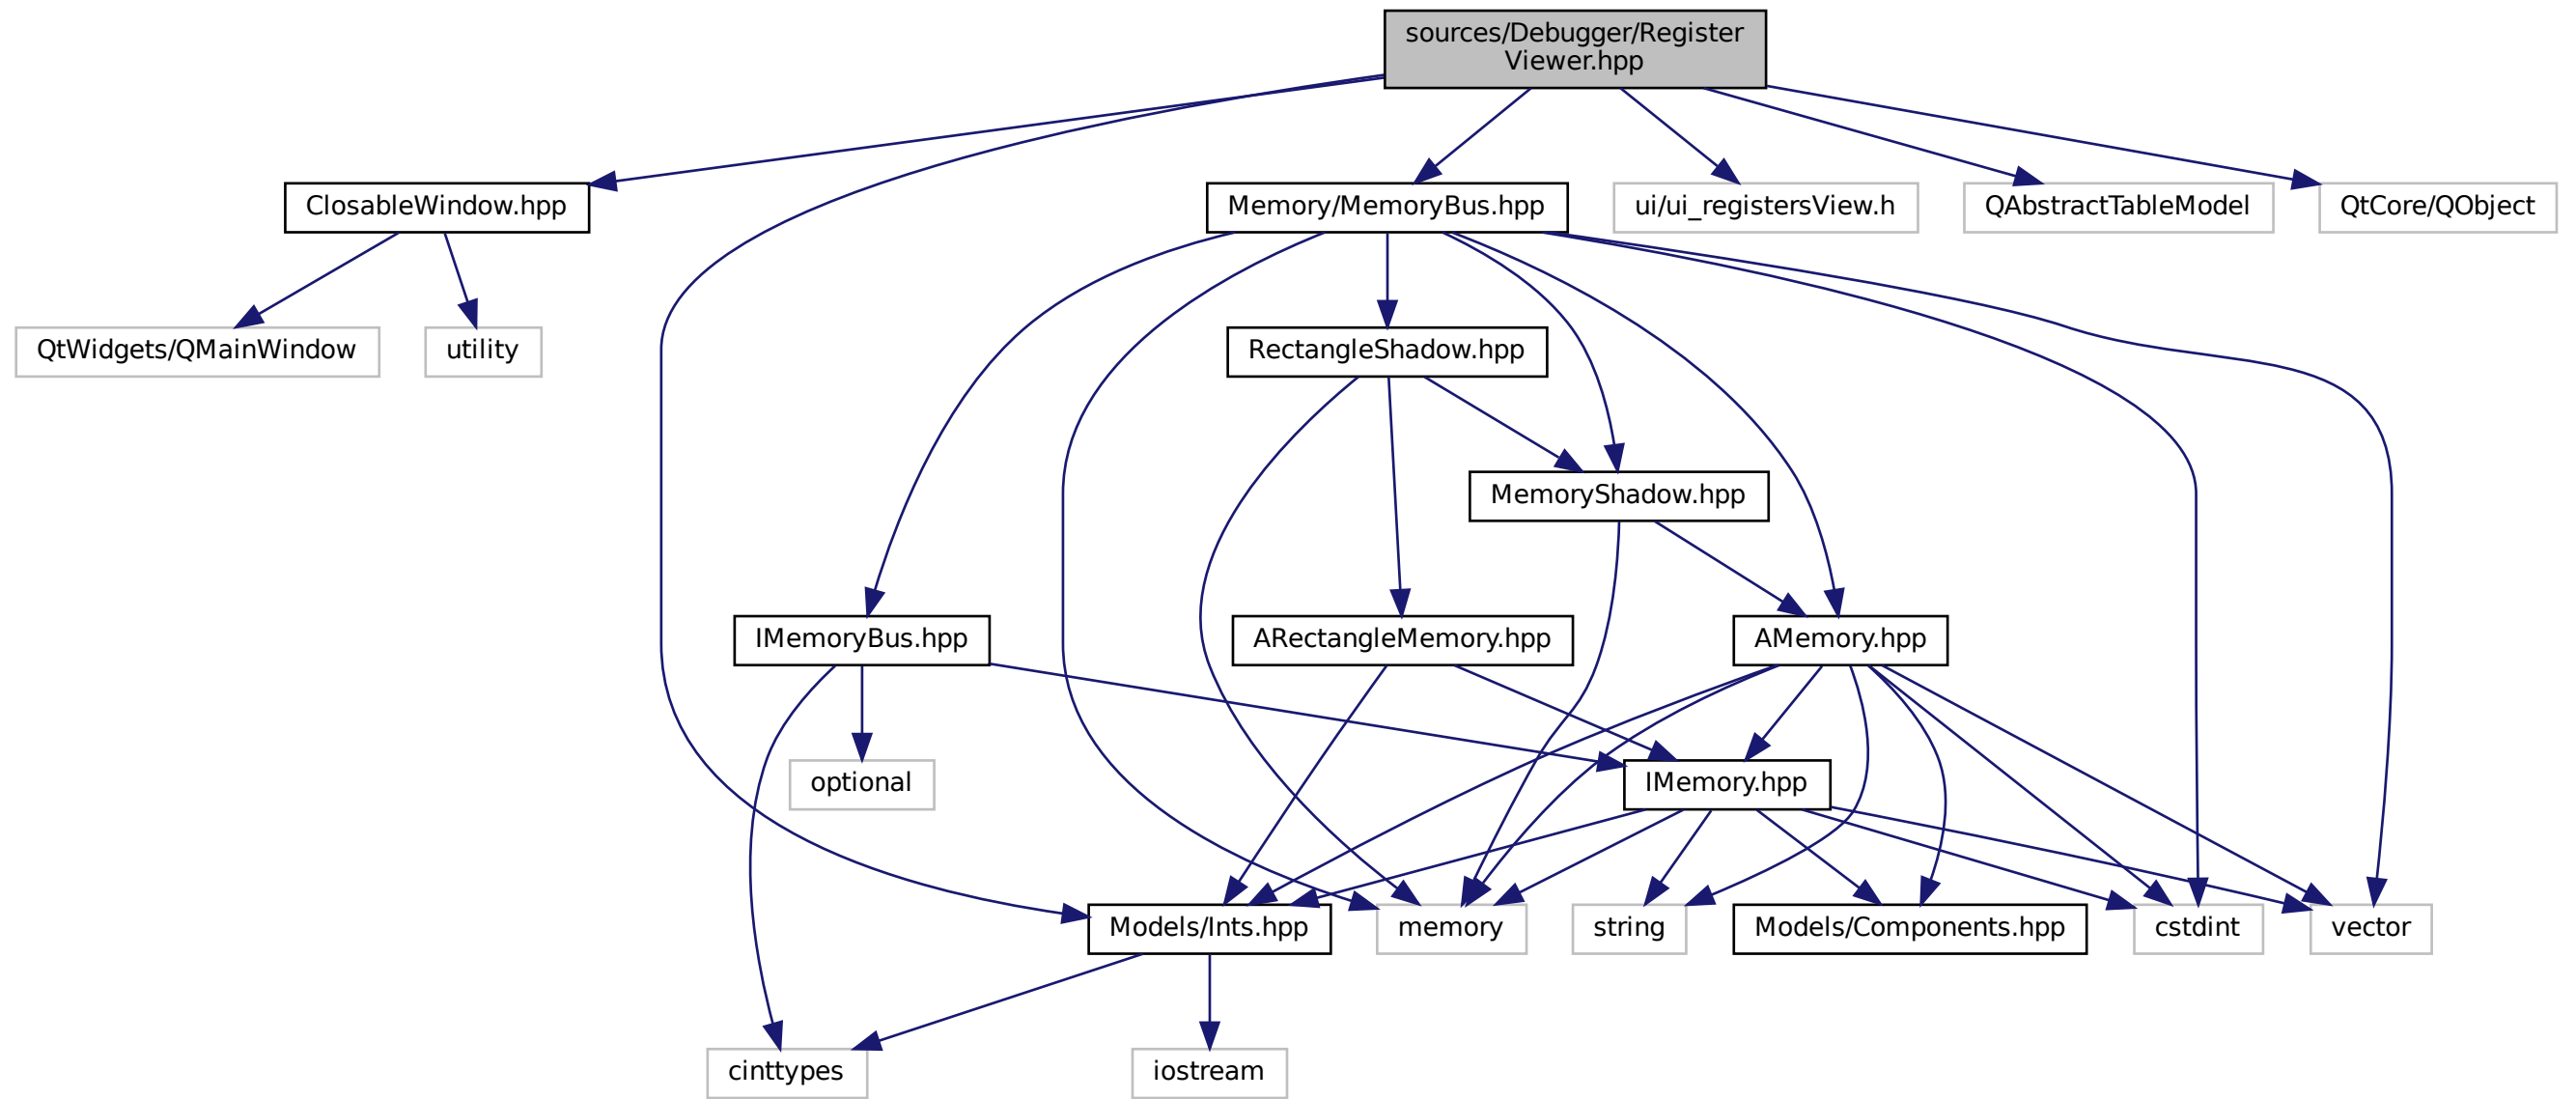 sources/Debugger/Register
Viewer.hpp
ClosableWindow.hpp
Memory/MemoryBus.hpp
ui/ui_registersView.h
QAbstractTableModel
QtCore/QObject
QtWidgets/QMainWindow
utility
RectangleShadow.hpp
MemoryShadow.hpp
IMemoryBus.hpp
ARectangleMemory.hpp
AMemory.hpp
optional
IMemory.hpp
Models/Ints.hpp
memory
string
Models/Components.hpp
cstdint
vector
cinttypes
iostream